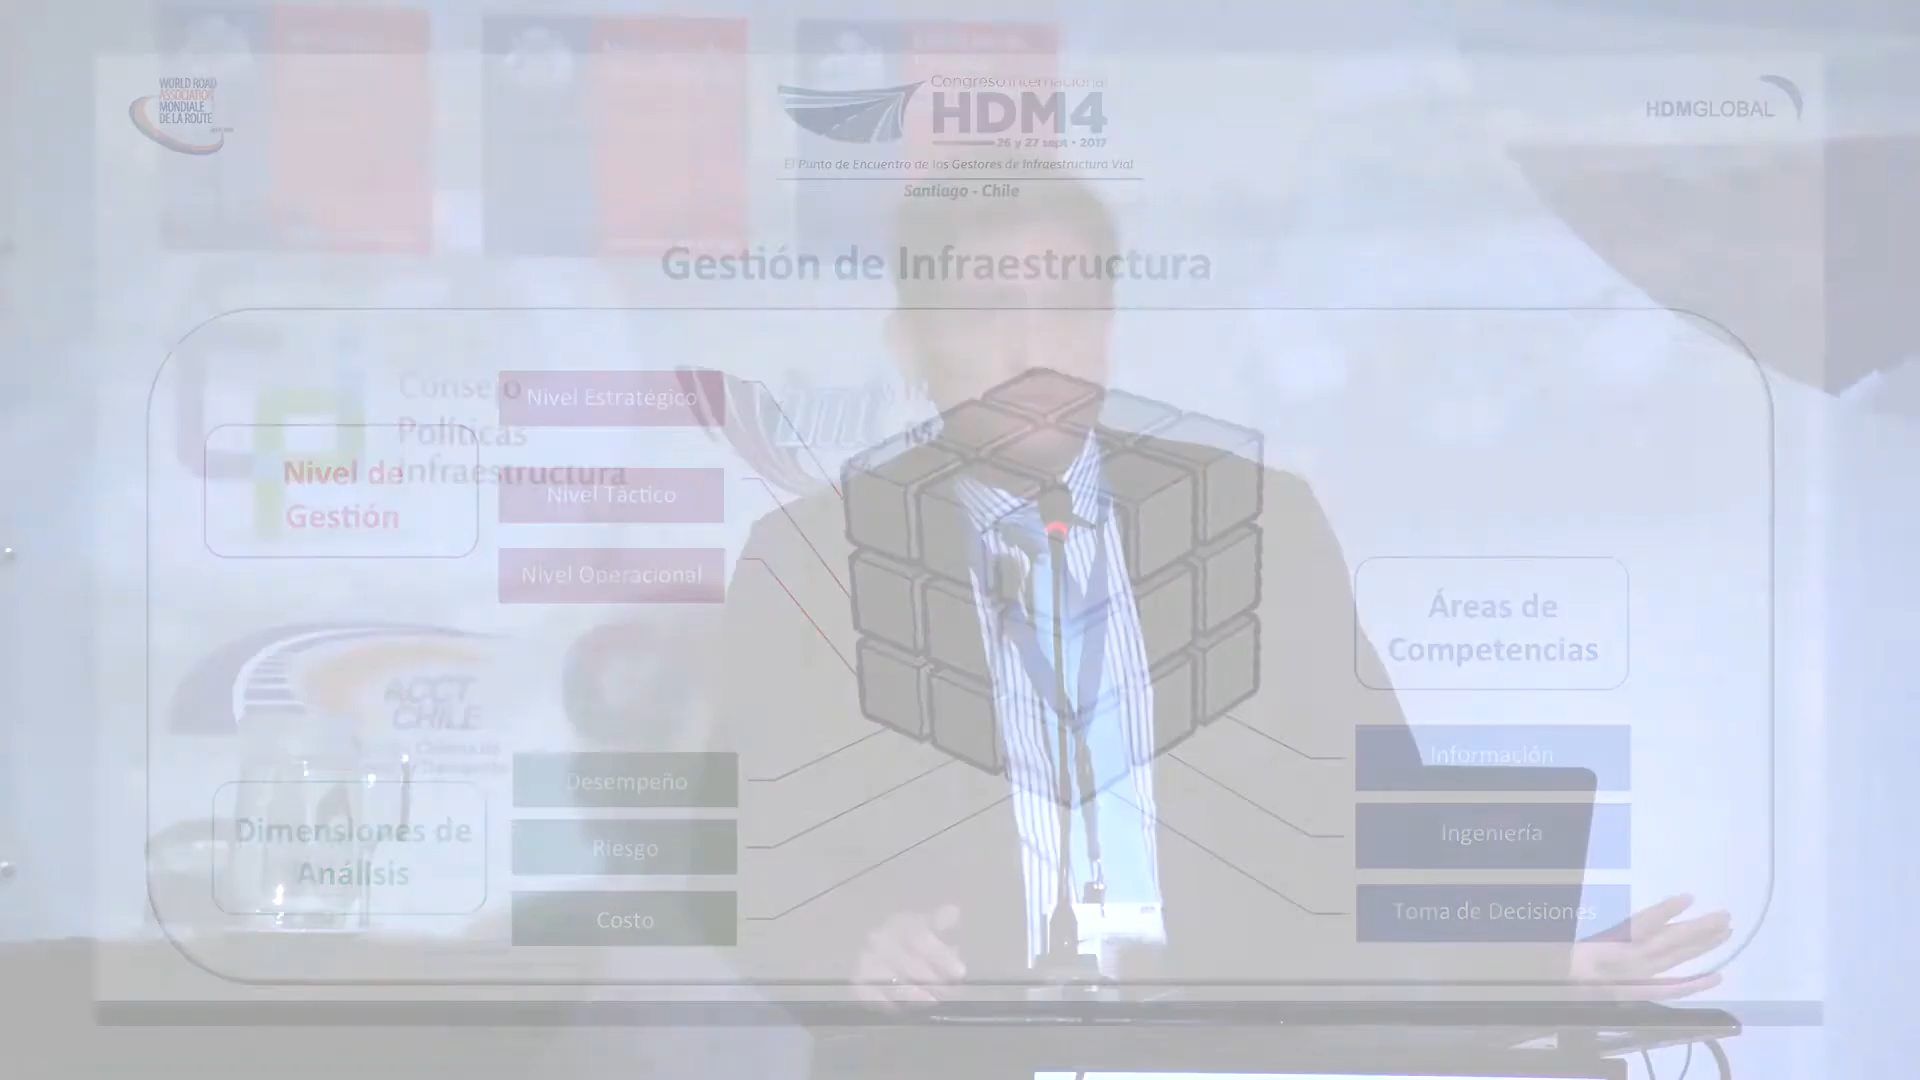 WORLD ROAD
ASSOCIATION
MONDIALE
DE LA ROUTE
Congreso Internacional
HDM4
26 y 27 sept • 2017
El Punto de Encuentro de los Gestores de Infraestructura Vial
Santiago - Chile
HDMGLOBAL
Gestión de Infraestructura
Nivel de
Gestión
Nivel Estratégico
Nivel Táctico
Nivel Operacional
Consejo
Políticas
Infraestructura
imt
Áreas de
Competencias
Información
Ingeniería
Toma de Decisiones
ACCT
CHILE
Dimensiones de
Análisis
Desempeño
Riesgo
Costo